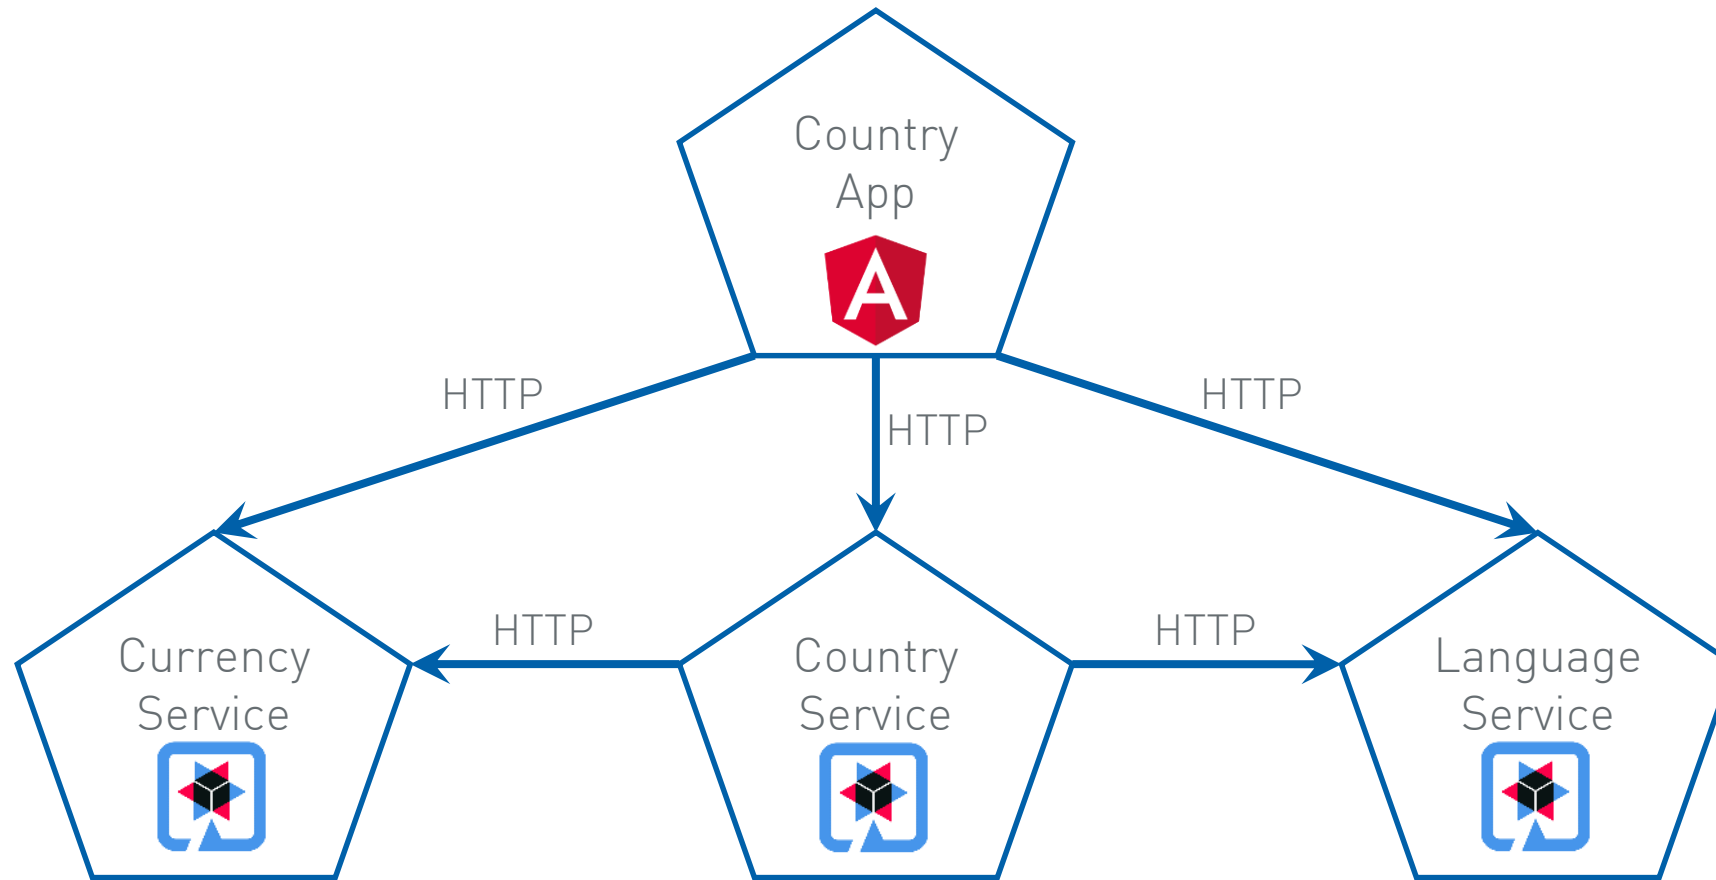 Country
App
HTTP
HTTP
HTTP
HTTP
HTTP
Currency
Service
Country
Service
Language
Service